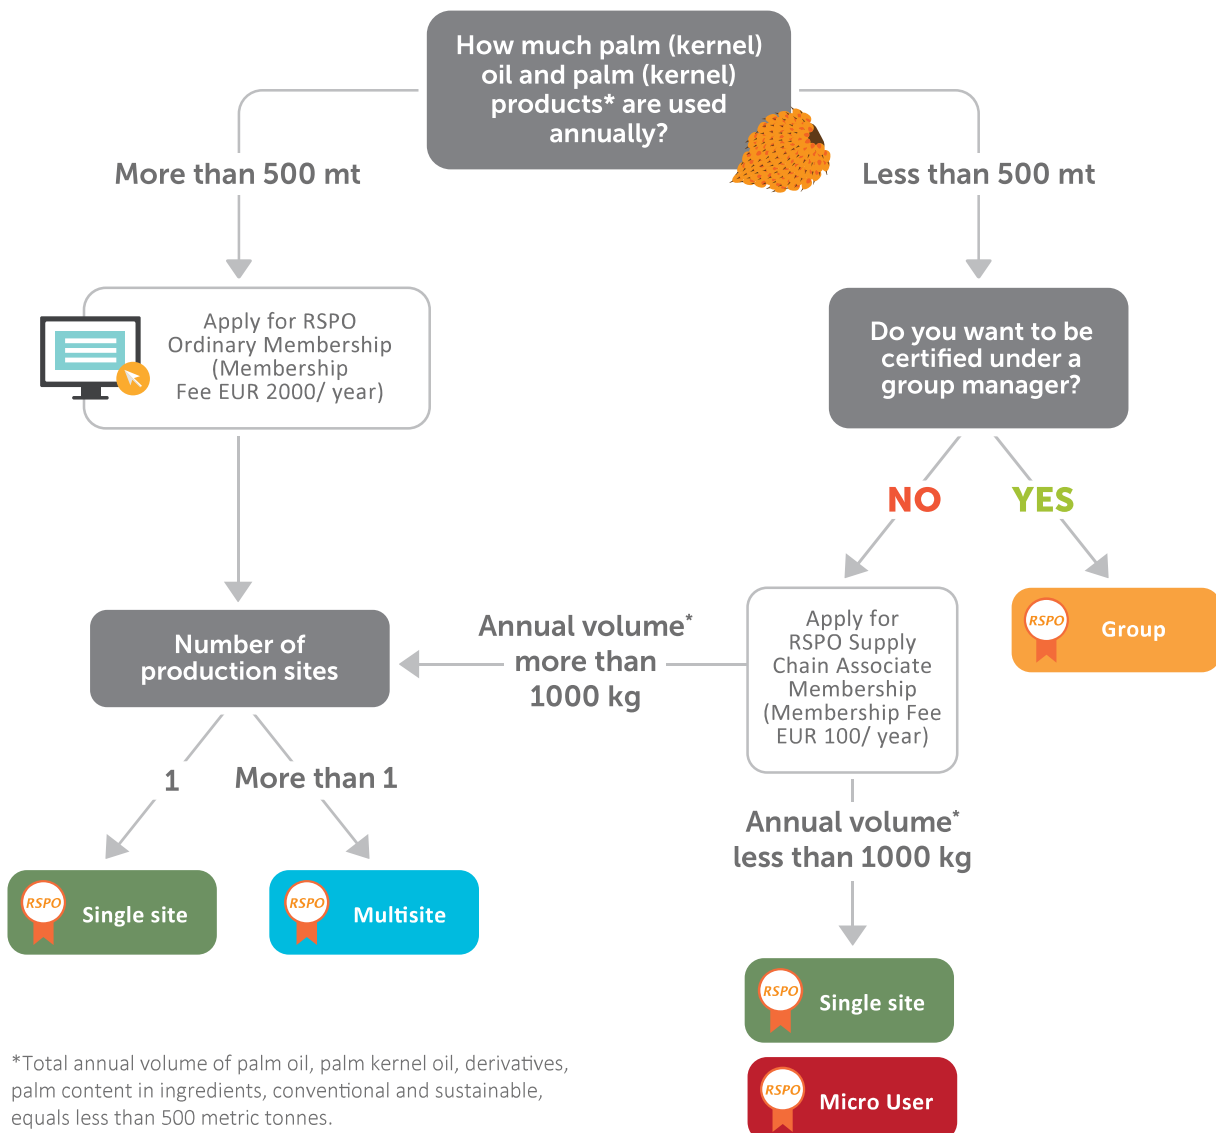 How much palm (kernel)
oil and palm (kernel)
products* are used
annually?
More than 500 mt
Less than 500 mt
Apply for RSPO
Ordinary Membership
(Membership
Fee EUR 2000/ year)
Do you want to be
certified under a
group manager?
NO
YES
Number of
production sites
Annual volume*
more than
1000 kg
Apply for
RSPO Supply
Chain Associate
Membership
(Membership Fee
EUR 100/ year)
RSPO
Group
1
More than 1
Annual volume*
less than 1000 kg
RSPO
Single site
RSPO
Multisite
RSPO
Single site
RSPO
Micro User
*Total annual volume of palm oil, palm kernel oil, derivatives,
palm content in ingredients, conventional and sustainable,
equals less than 500 metric tonnes.